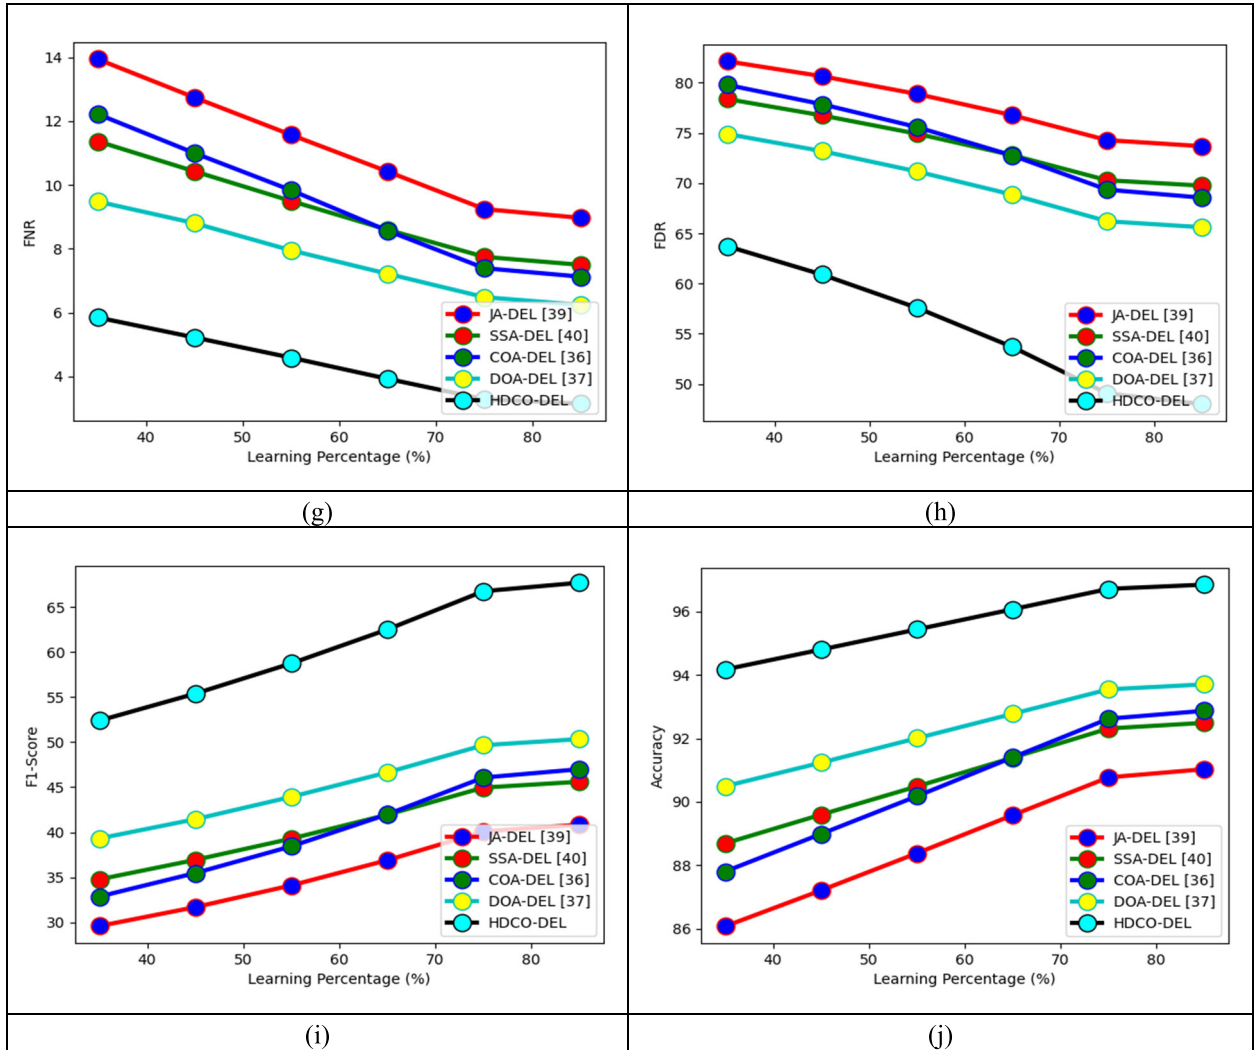 14
12
10
8
6
4
FNR
40 50 60 70 80
Learning Percentage (%)
JA-DEL [39]
SSA-DEL [40]
COA-DEL [36]
DOA-DEL [37]
HDCO-DEL
(g)
80
75
70
65
60
55
50
FDR
40 50 60 70 80
Learning Percentage (%)
JA-DEL [39]
SSA-DEL [40]
COA-DEL [36]
DOA-DEL [37]
HDCO-DEL
(h)
65
60
55
50
45
40
35
30
F1-Score
40 50 60 70 80
Learning Percentage (%)
JA-DEL [39]
SSA-DEL [40]
COA-DEL [36]
DOA-DEL [37]
HDCO-DEL
(i)
96
94
92
90
88
86
Accuracy
40 50 60 70 80
Learning Percentage (%)
JA-DEL [39]
SSA-DEL [40]
COA-DEL [36]
DOA-DEL [37]
HDCO-DEL
(j)